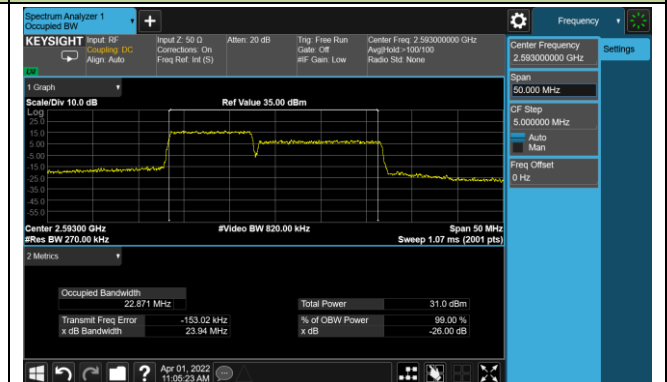 Spectrum Analyzer 1
Occupied BW
+
Frequency
KEYSIGHT
Input: RF
Coupling: DC
Align: Auto
Input Z: 50 Ω
Corrections: On
Freq Ref: Int (S)
Atten: 20 dB
Trig: Free Run
Gate: Off
#IF Gain: Low
Center Freq: 2.593000000 GHz
Avg|Hold:>100/100
Radio Std: None
1 Graph
Scale/Div 10.0 dB
Ref Value 35.00 dBm
Log
25.0
15.0
5.00
-5.00
-15.0
-25.0
-35.0
-45.0
-55.0
Center 2.59300 GHz
#Video BW 820.00 kHz
Span 50 MHz
#Res BW 270.00 kHz
Sweep 1.07 ms (2001 pts)
2 Metrics
Occupied Bandwidth
22.871 MHz
Total Power 31.0 dBm
Transmit Freq Error -153.02 kHz
% of OBW Power 99.00 %
x dB Bandwidth 23.94 MHz
x dB -26.00 dB
Apr 01, 2022
11:05:23 AM
Center Frequency
2.593000000 GHz
Settings
Span
50.000 MHz
CF Step
5.000000 MHz
Auto
Man
Freq Offset
0 Hz